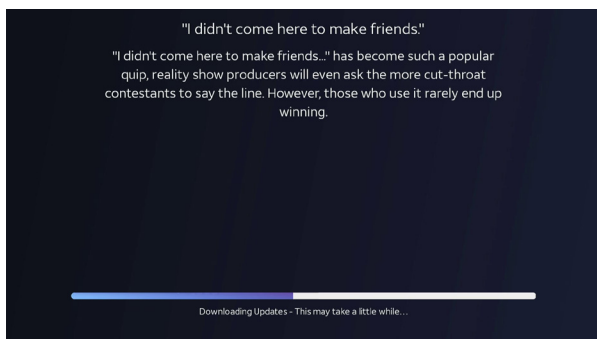 "I didn't come here to make friends."
"I didn't come here to make friends..." has become such a popular
quip, reality show producers will even ask the more cut-throat
contestants to say the line. However, those who use it rarely end up
winning.
Downloading Updates - This may take a little while...